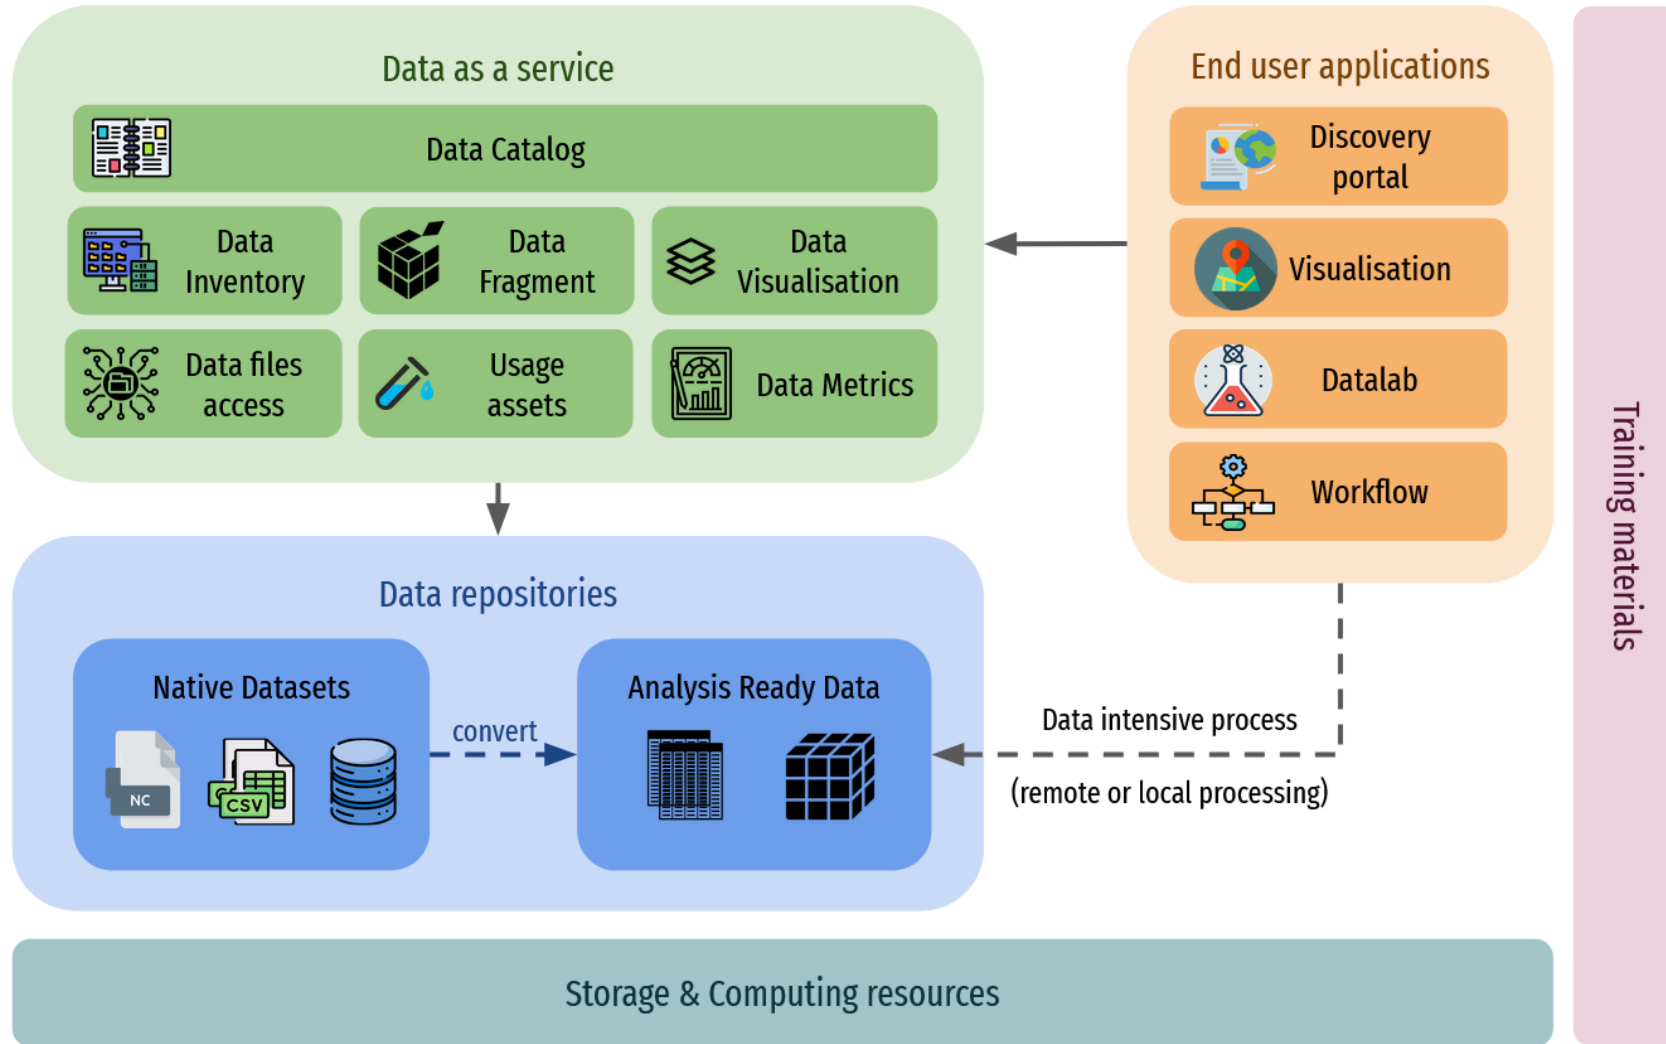 Data as a service
Data Catalog
Data
Inventory
Data
Fragment
Data
Visualisation
Data files
access
Usage
assets
Data Metrics
End user applications
Discovery
portal
Visualisation
Datalab
Workflow
Training materials
Data repositories
Native Datasets
NC
CSV
convert
Analysis Ready Data
Data intensive process
(remote or local processing)
Storage & Computing resources